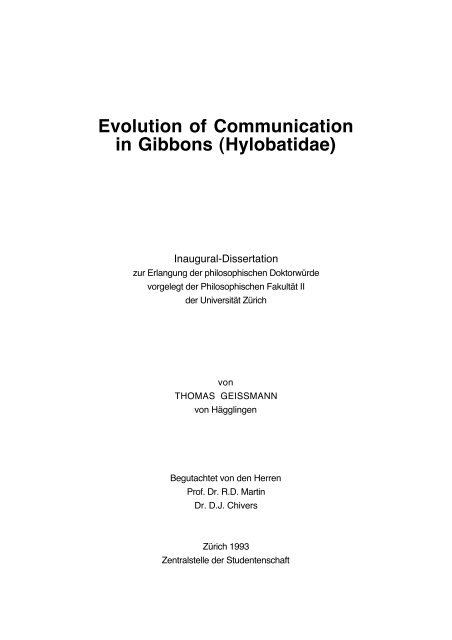 Evolution of Communication
in Gibbons (Hylobatidae)
Inaugural-Dissertation
zur Erlangung der philosophischen Doktorwürde
vorgelegt der Philosophischen Fakultät II
der Universität Zürich
von
THOMAS GEISSMANN
von Hägglingen
Begutachtet von den Herren
Prof. Dr. R.D. Martin
Dr. D.J. Chivers
Zürich 1993
Zentralstelle der Studentenschaft